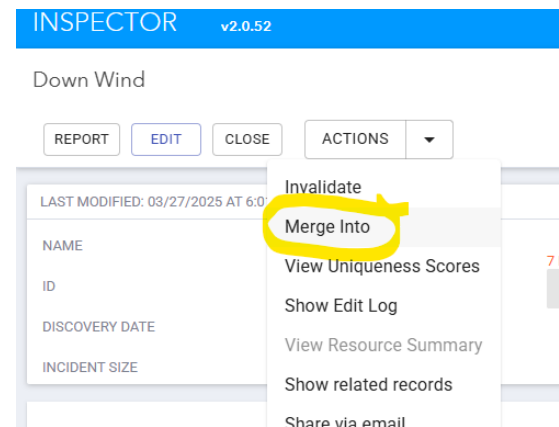 INSPECTOR v2.0.52
Down Wind
REPORT EDIT CLOSE ACTIONS
Invalidate
LAST MODIFIED: 03/27/2025 AT 6:0
Merge Into
NAME
View Uniqueness Scores
7
ID
Show Edit Log
DISCOVERY DATE
View Resource Summary
INCIDENT SIZE
Show related records
Share via email